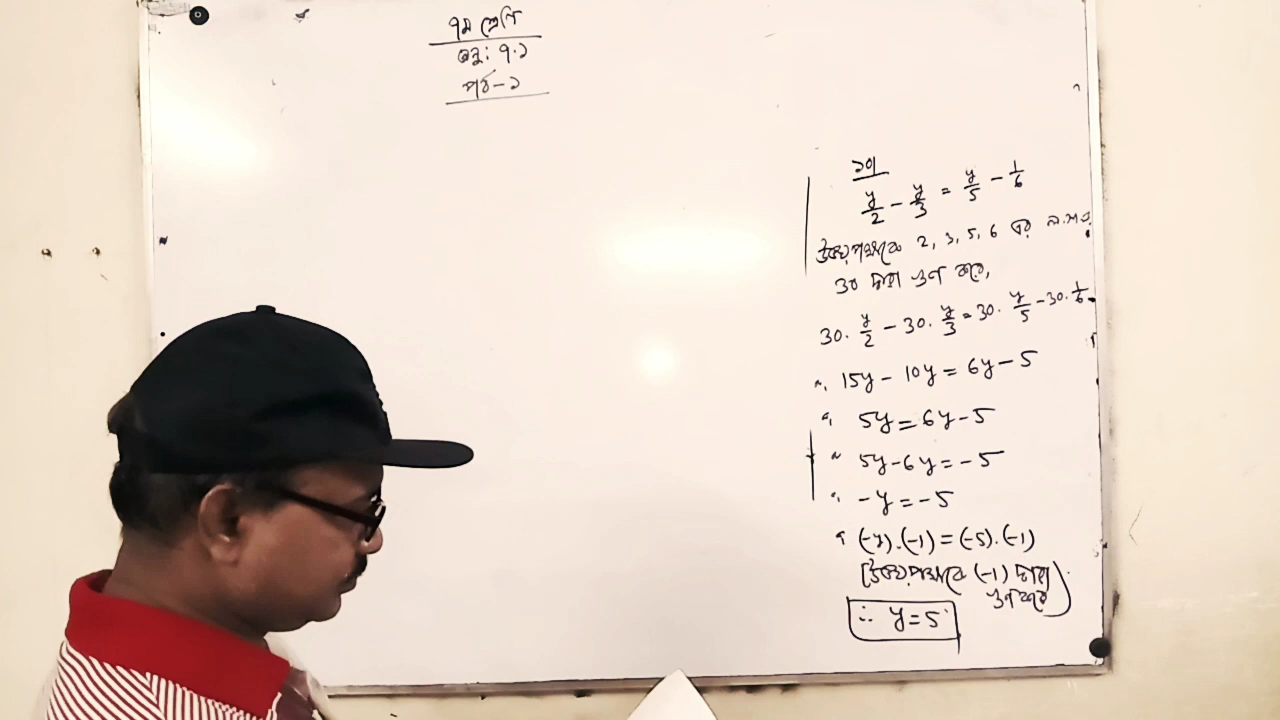 ৭ম শ্রেণি
অনু: ৭.১
পর্ব-১
১০।
y/2 - y/3 = y/5 - 1/6
উভয়পক্ষকে 2, 3, 5, 6 এর ল.সা.গু
৩০ দ্বারা গুণ করে,
30. y/2 - 30. y/3 = 30. y/5 - 30. 1/6
বা, 15y - 10y = 6y - 5
" 5y = 6y - 5
" 5y - 6y = -5
" -y = -5
" (-y).(-1) = (-5).(-1)
[উভয়পক্ষকে (-1) দ্বারা
গুণ করে]
∴ y = 5